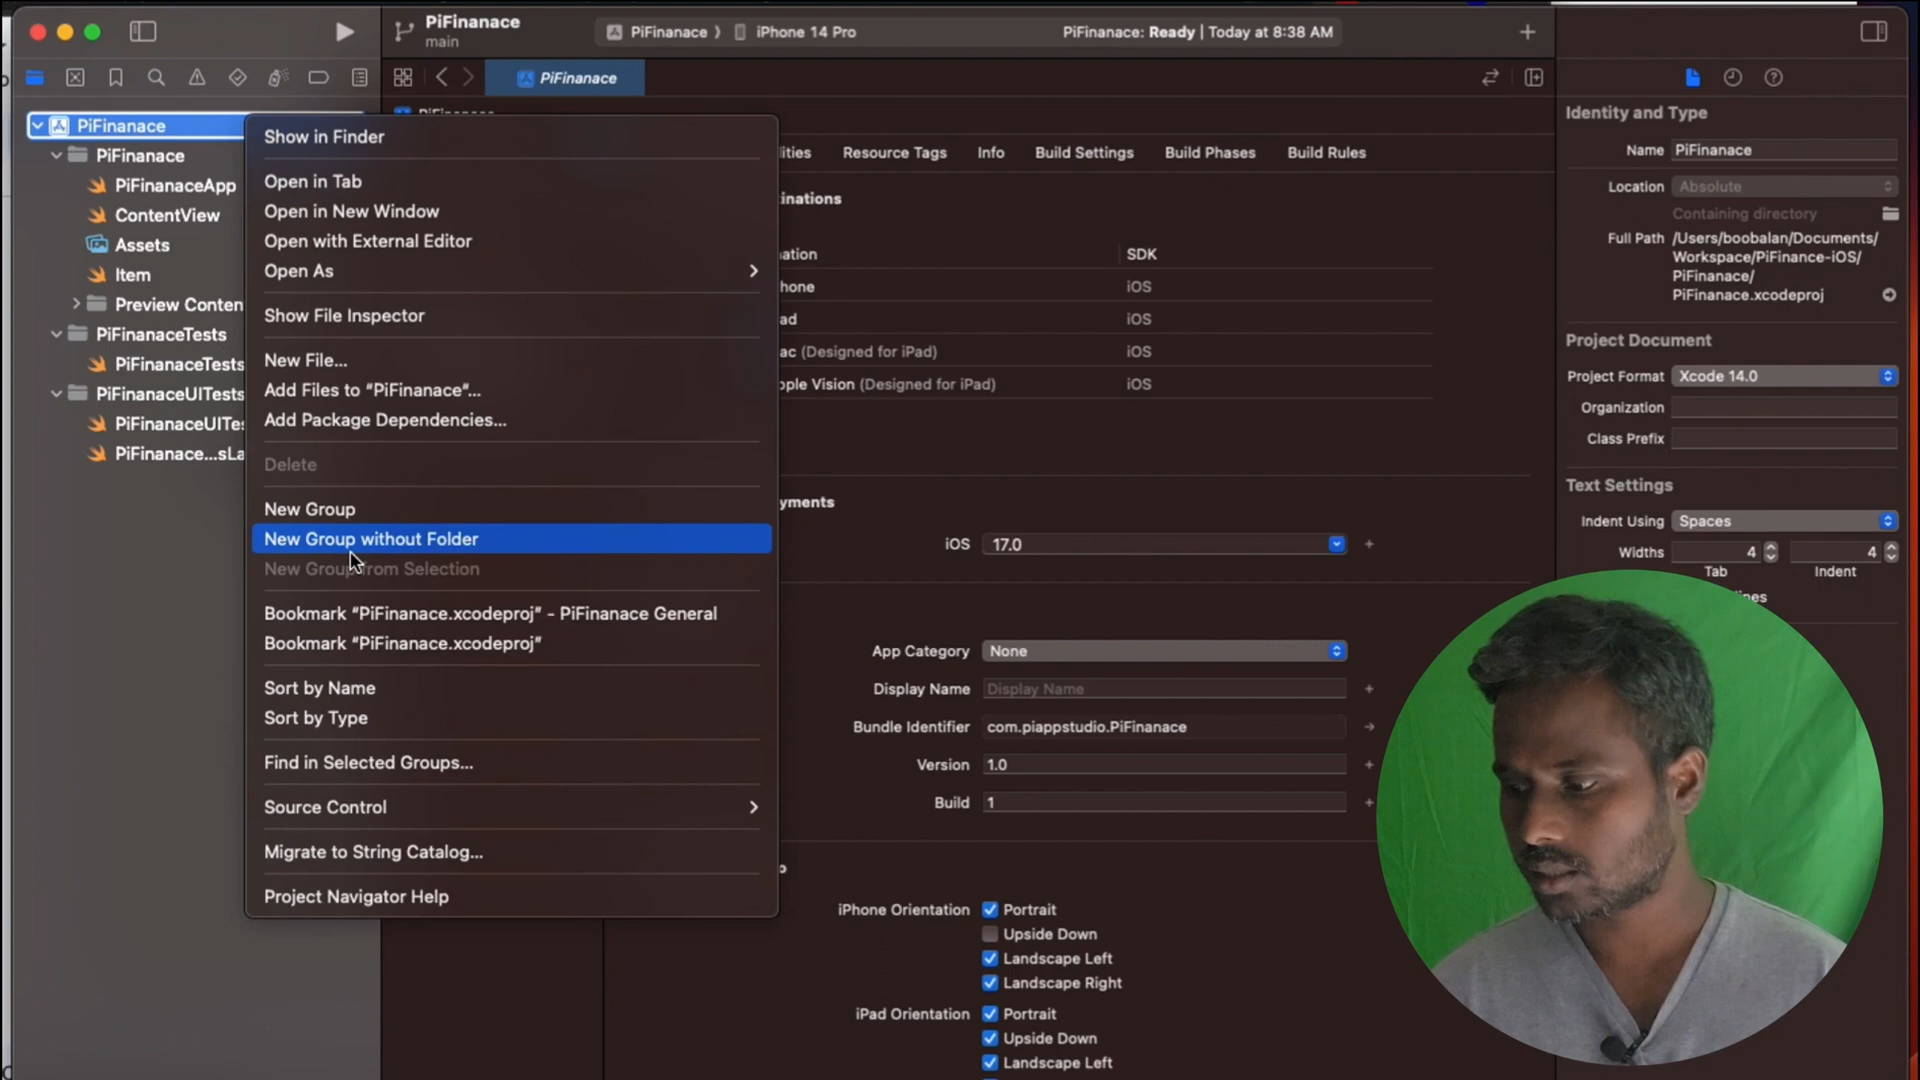 PiFinanace
main
PiFinanace
iPhone 14 Pro
PiFinanace: Ready | Today at 8:38 AM
PiFinanace
PiFinanace
PiFinanace
PiFinanaceApp
ContentView
Assets
Item
Preview Conten
PiFinanaceTests
PiFinanaceTests
PiFinanaceUITests
PiFinanaceUITes
PiFinanace...sLa
Show in Finder
Open in Tab
Open in New Window
Open with External Editor
Open As
Show File Inspector
New File...
Add Files to “PiFinanace”...
Add Package Dependencies...
Delete
New Group
New Group without Folder
New Group from Selection
Bookmark “PiFinanace.xcodeproj” - PiFinanace General
Bookmark “PiFinanace.xcodeproj”
Sort by Name
Sort by Type
Find in Selected Groups...
Source Control
Migrate to String Catalog...
Project Navigator Help
PiFinanace
ities Resource Tags Info Build Settings Build Phases Build Rules
inations
ation SDK
hone iOS
ad iOS
ac (Designed for iPad) iOS
pple Vision (Designed for iPad) iOS
yments
iOS 17.0
App Category None
Display Name Display Name
Bundle Identifier com.piappstudio.PiFinanace
Version 1.0
Build 1
iPhone Orientation Portrait
Upside Down
Landscape Left
Landscape Right
iPad Orientation Portrait
Upside Down
Landscape Left
Identity and Type
Name PiFinanace
Location Absolute
Containing directory
Full Path /Users/boobalan/Documents/
Workspace/PiFinance-iOS/
PiFinanace/
PiFinanace.xcodeproj
Project Document
Project Format Xcode 14.0
Organization
Class Prefix
Text Settings
Indent Using Spaces
Widths 4 4
Tab Indent
ines